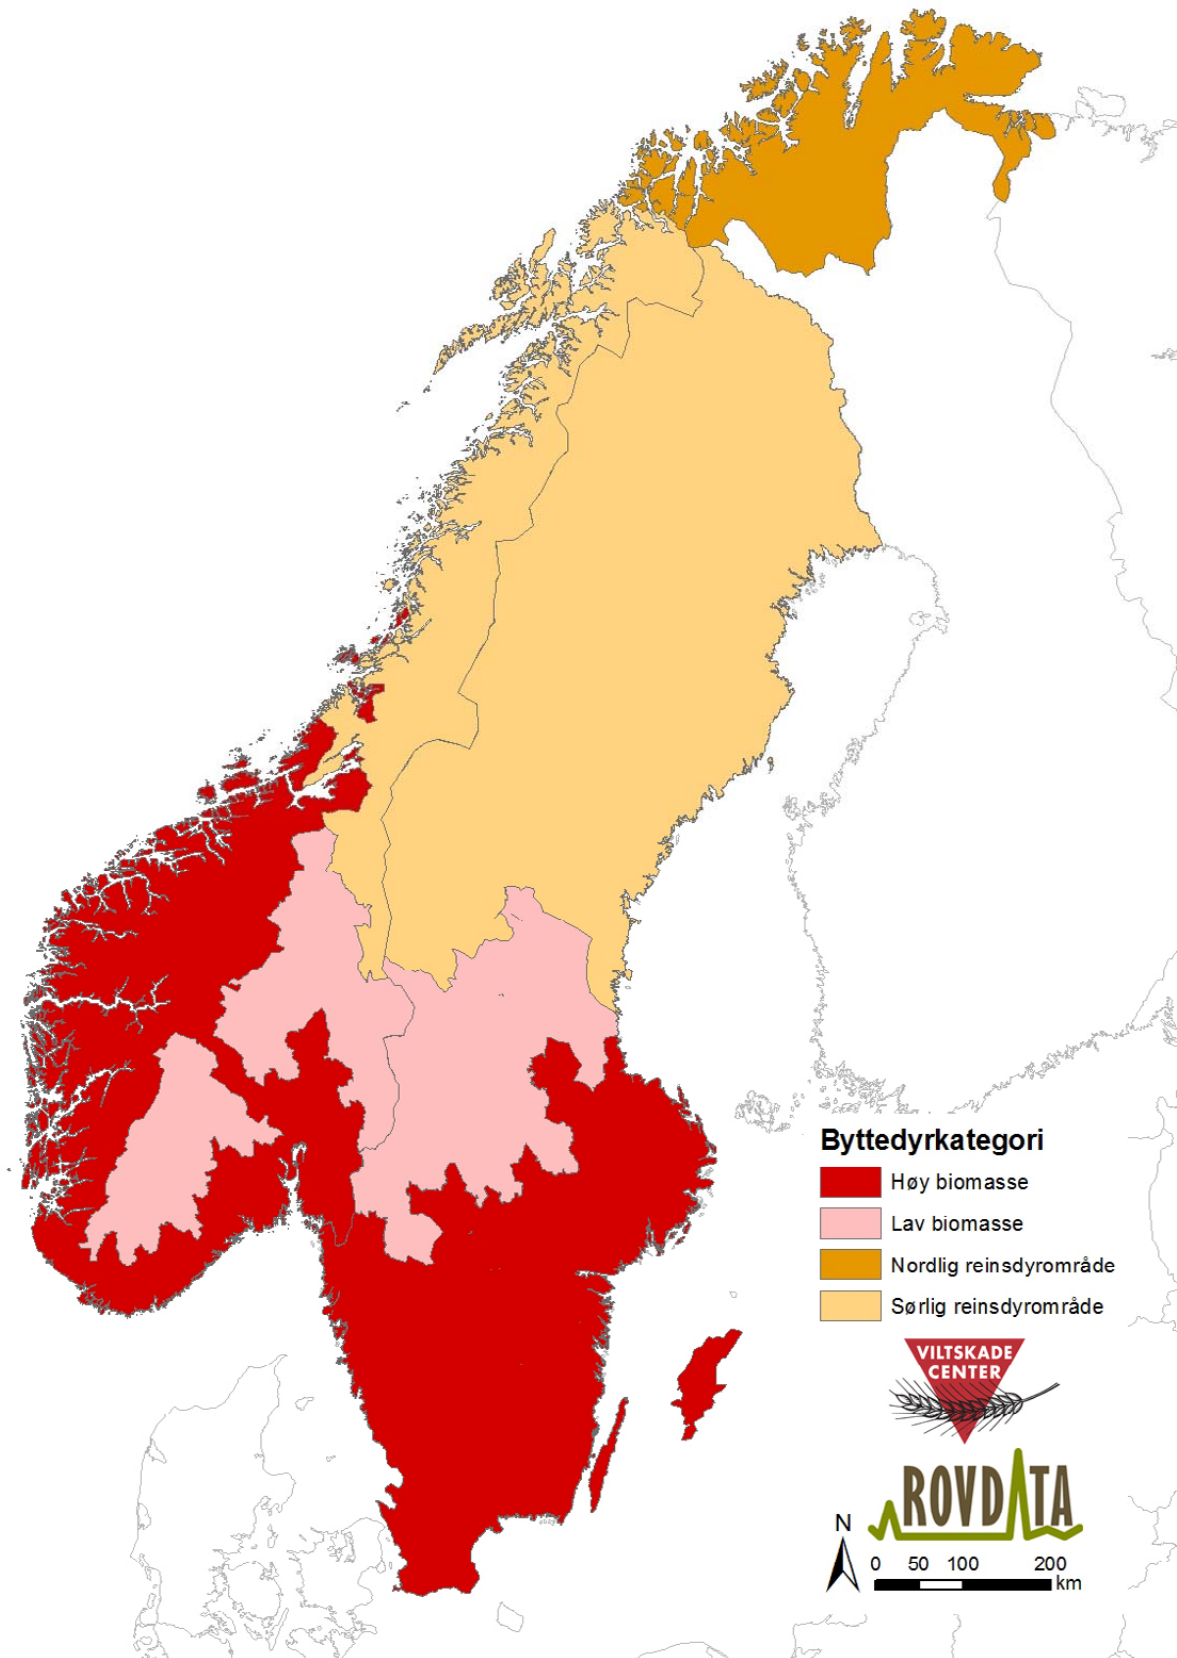 Byttedyrkategori
Høy biomasse
Lav biomasse
Nordlig reinsdyrområde
Sørlig reinsdyrområde
VILTSKADE
CENTER
ROVDATA
N
0 50 100 200
km